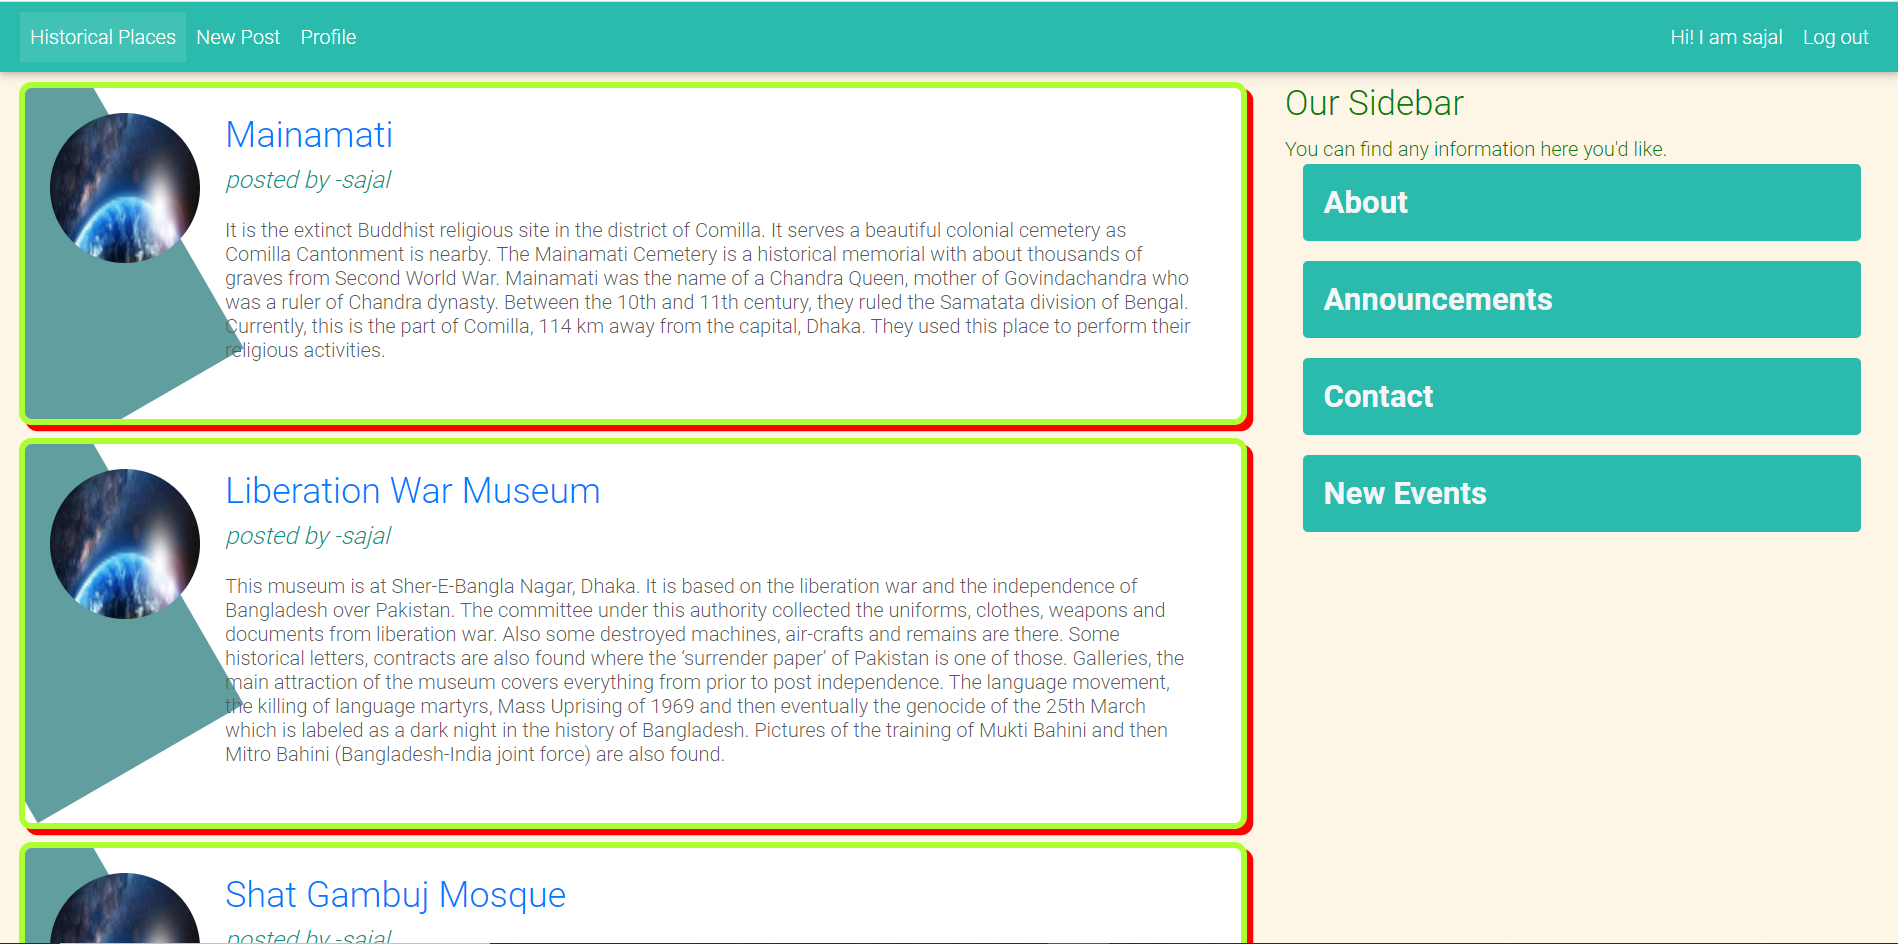 Historical Places New Post Profile Hi! I am sajal Log out
Mainamati
posted by -sajal
It is the extinct Buddhist religious site in the district of Comilla. It serves a beautiful colonial cemetery as
Comilla Cantonment is nearby. The Mainamati Cemetery is a historical memorial with about thousands of
graves from Second World War. Mainamati was the name of a Chandra Queen, mother of Govindachandra who
was a ruler of Chandra dynasty. Between the 10th and 11th century, they ruled the Samatata division of Bengal.
Currently, this is the part of Comilla, 114 km away from the capital, Dhaka. They used this place to perform their
religious activities.
Liberation War Museum
posted by -sajal
This museum is at Sher-E-Bangla Nagar, Dhaka. It is based on the liberation war and the independence of
Bangladesh over Pakistan. The committee under this authority collected the uniforms, clothes, weapons and
documents from liberation war. Also some destroyed machines, air-crafts and remains are there. Some
historical letters, contracts are also found where the ‘surrender paper’ of Pakistan is one of those. Galleries, the
main attraction of the museum covers everything from prior to post independence. The language movement,
the killing of language martyrs, Mass Uprising of 1969 and then eventually the genocide of the 25th March
which is labeled as a dark night in the history of Bangladesh. Pictures of the training of Mukti Bahini and then
Mitro Bahini (Bangladesh-India joint force) are also found.
Shat Gambuj Mosque
posted by -sajal
Our Sidebar
You can find any information here you'd like.
About
Announcements
Contact
New Events